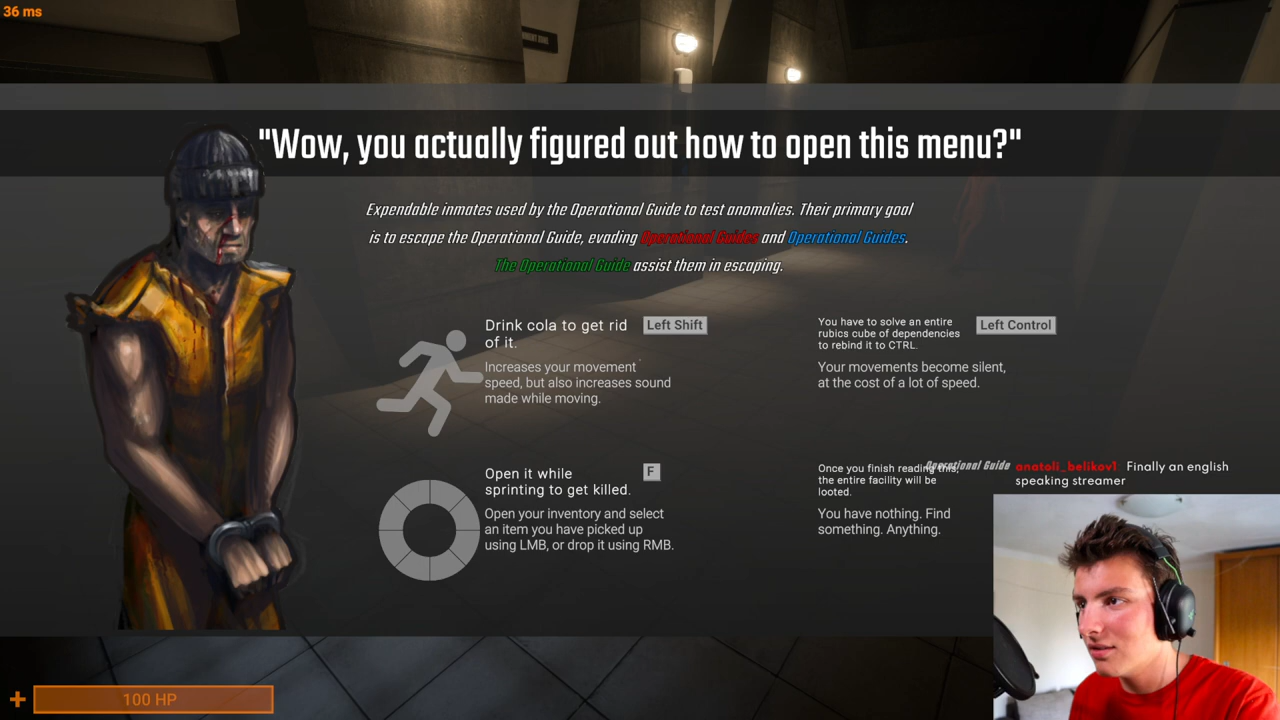 36 ms
"Wow, you actually figured out how to open this menu?"
Expendable inmates used by the Operational Guide to test anomalies. Their primary goal
is to escape the Operational Guide, evading Operational Guides and Operational Guides.
The Operational Guide assist them in escaping.
Drink cola to get rid
of it.
Left Shift
Increases your movement
speed, but also increases sound
made while moving.
You have to solve an entire
rubics cube of dependencies
to rebind it to CTRL.
Left Control
Your movements become silent,
at the cost of a lot of speed.
Open it while
sprinting to get killed.
F
Open your inventory and select
an item you have picked up
using LMB, or drop it using RMB.
Once you finish reading this,
the entire facility will be
looted.
Operational Guide
You have nothing. Find
something. Anything.
anatoli_belikov1 Finally an english
speaking streamer
100 HP